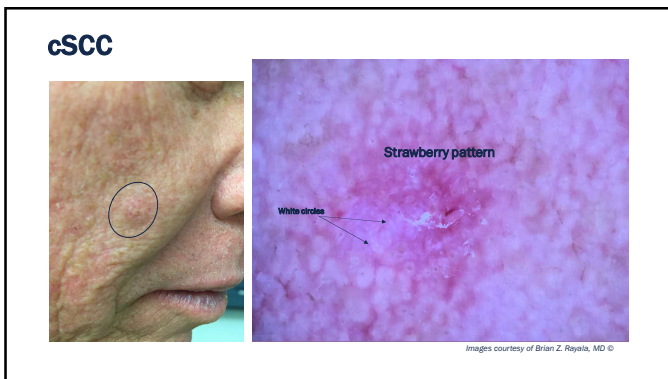 cSCC
Strawberry pattern
White circles
Images courtesy of Brian Z. Rayala, MD ©